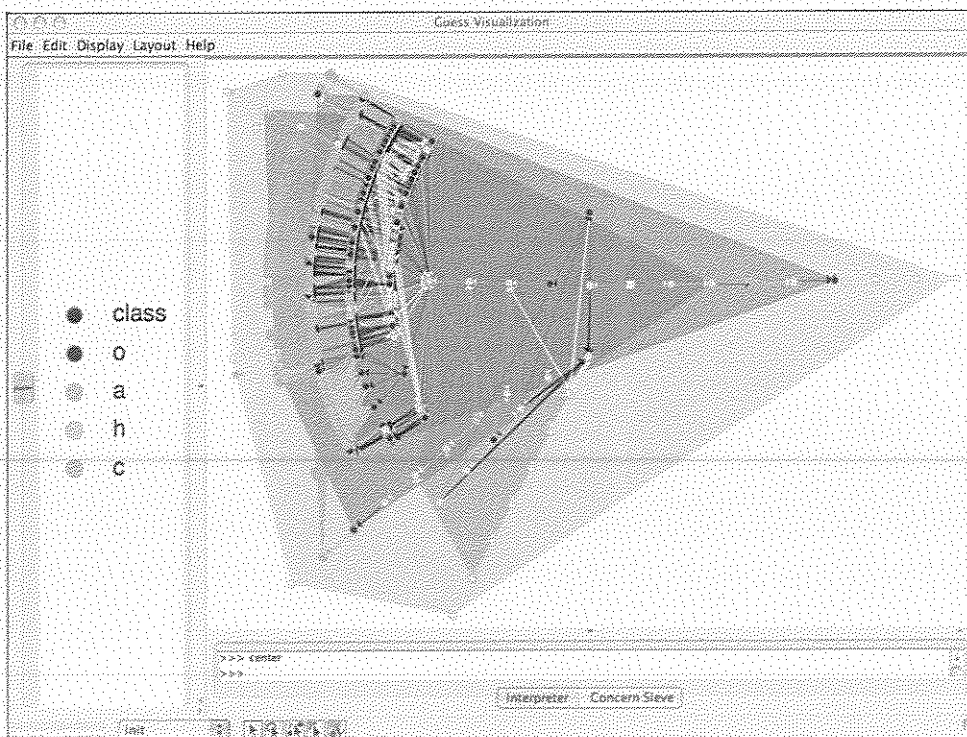 Guess Visualization
File Edit Display Layout Help
class
o
a
h
c
>>> center
>>>
Interpreter Concern Sieve
init